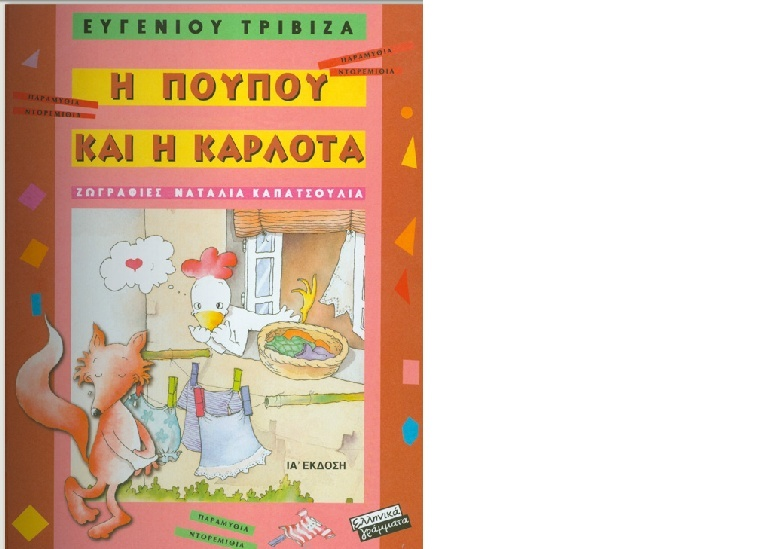 ΕΥΓΕΝΙΟΥ ΤΡΙΒΙΖΑ
ΠΑΡΑΜΥΘΙΑ
ΝΤΟΡΕΜΙΘΙΑ
Η ΠΟΥΠΟΥ
ΠΑΡΑΜΥΘΙΑ
ΝΤΟΡΕΜΙΘΙΑ
ΚΑΙ Η ΚΑΡΛΟΤΑ
ΖΩΓΡΑΦΙΕΣ ΝΑΤΑΛΙΑ ΚΑΠΑΤΣΟΥΛΙΑ
ΙΑ' ΕΚΔΟΣΗ
ΠΑΡΑΜΥΘΙΑ
ΝΤΟΡΕΜΙΘΙΑ
Ελληνικά
γράμματα